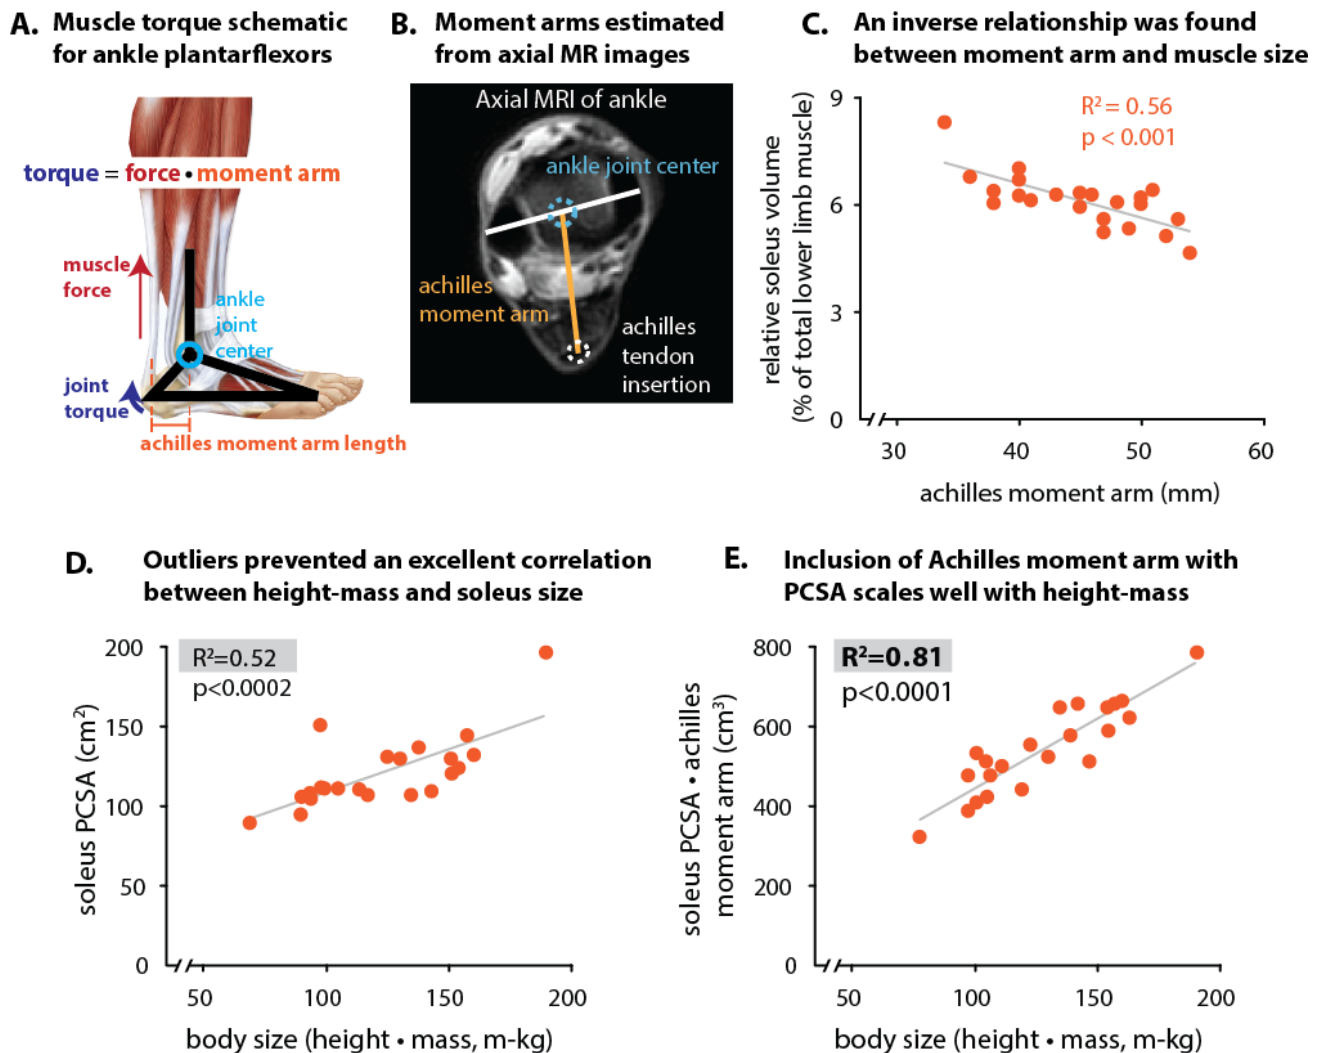 A. Muscle torque schematic
for ankle plantarflexors
torque = force • moment arm
muscle
force
ankle
joint
center
joint
torque
achilles moment arm length
B. Moment arms estimated
from axial MR images
Axial MRI of ankle
ankle joint center
achilles
moment arm
achilles
tendon
insertion
C. An inverse relationship was found
between moment arm and muscle size
R² = 0.56
p < 0.001
relative soleus volume
(% of total lower limb muscle)
9
6
3
0
30 40 50 60
achilles moment arm (mm)
D. Outliers prevented an excellent correlation
between height-mass and soleus size
R²=0.52
p<0.0002
soleus PCSA (cm²)
200
150
100
50
0
50 100 150 200
body size (height • mass, m-kg)
E. Inclusion of Achilles moment arm with
PCSA scales well with height-mass
R²=0.81
p<0.0001
soleus PCSA • achilles
moment arm (cm³)
800
600
400
200
0
50 100 150 200
body size (height • mass, m-kg)